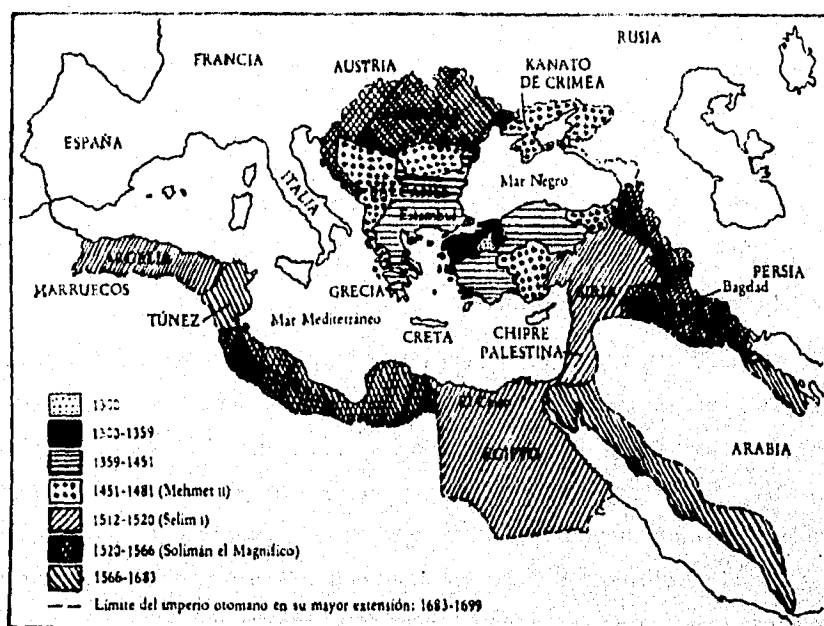 RUSIA
FRANCIA
AUSTRIA
KANATO
DE CRIMEA
ESPAÑA
ITALIA
Mar Negro
Estambul
ARGELIA
MARRUECOS
TÚNEZ
GRECIA
Mar Mediterráneo
CRETA
CHIPRE
PALESTINA
SIRIA
PERSIA
Bagdad
El Cairo
EGIPTO
ARABIA
1300
1300-1359
1359-1451
1451-1481 (Mehmet II)
1512-1520 (Selim I)
1520-1566 (Solimán el Magnífico)
1566-1683
Límite del imperio otomano en su mayor extensión: 1683-1699